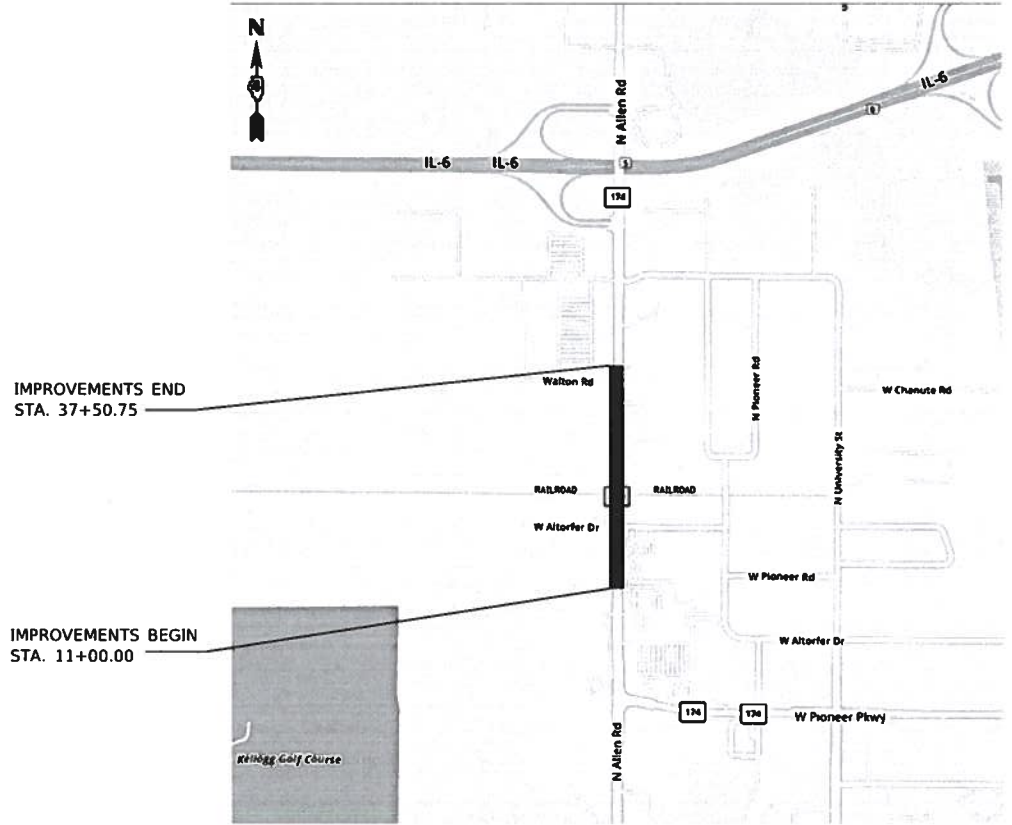 N
N Allen Rd
IL-6
6
IL-6
IL-6
5
174
Walton Rd
N Pioneer Rd
W Chanute Rd
IMPROVEMENTS END
STA. 37+50.75
N University St
RAILROAD
RAILROAD
W Altorfer Dr
W Pioneer Rd
IMPROVEMENTS BEGIN
STA. 11+00.00
W Altorfer Dr
174
174
W Pioneer Pkwy
N Allen Rd
Kellogg Golf Course